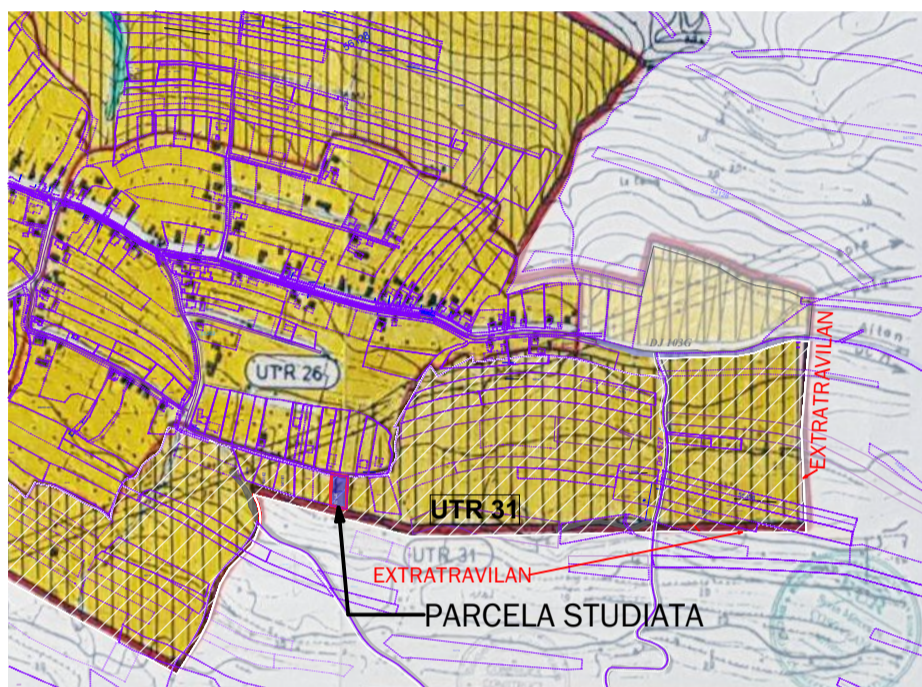 DJ 103G
EXTRATRAVILAN
UTR 26
UTR 31
UTR 31
EXTRATRAVILAN
PARCELA STUDIATA